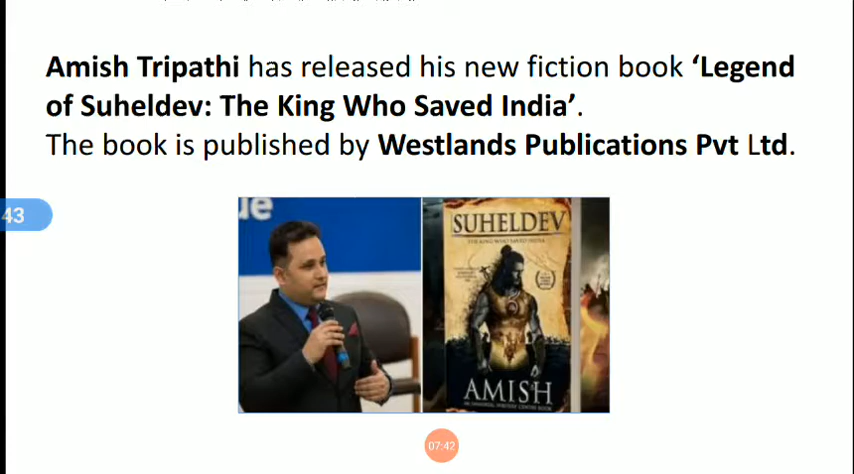 Amish Tripathi has released his new fiction book ‘Legend
of Suheldev: The King Who Saved India’.
The book is published by Westlands Publications Pvt Ltd.
43
ue
SUHELDEV
THE KING WHO SAVED INDIA
AMISH
07:42